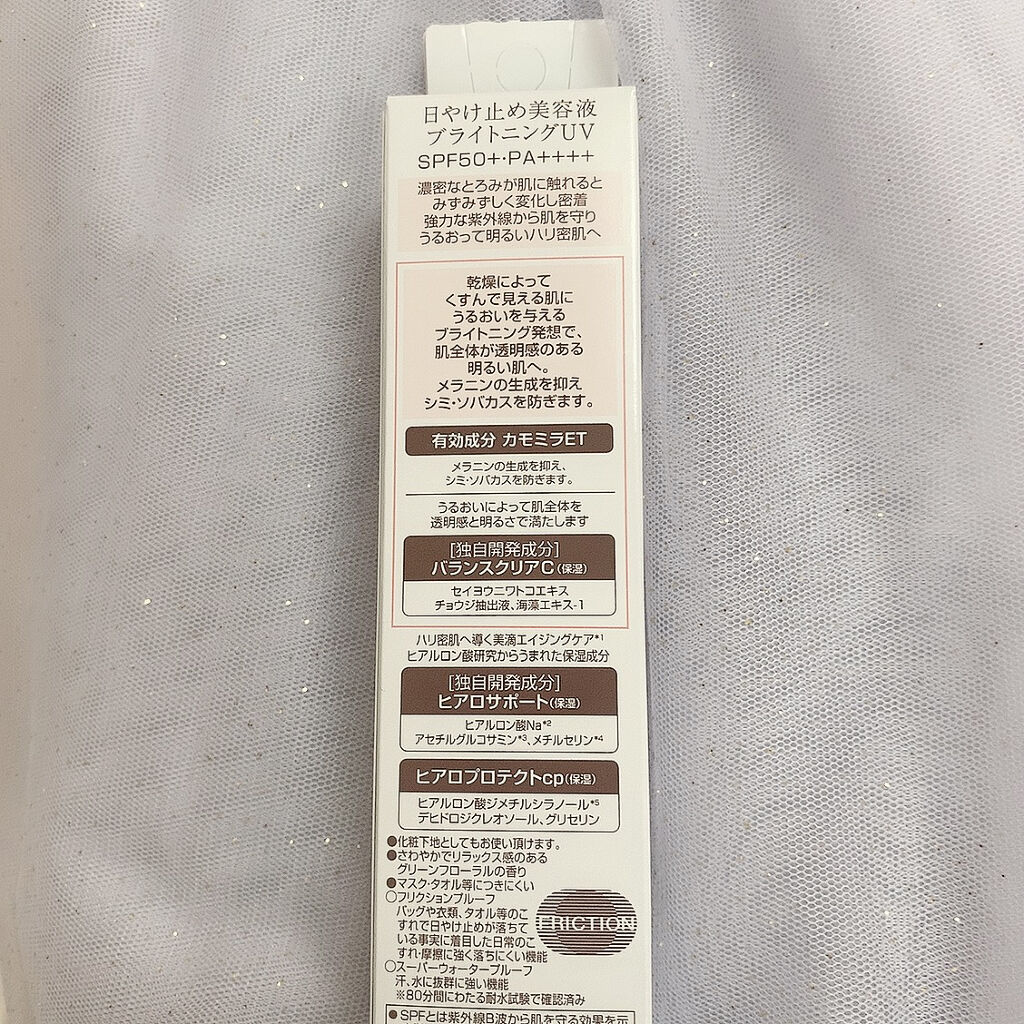 日やけ止め美容液
ブライトニングUV
SPF50+・PA++++
濃密なとろみが肌に触れると
みずみずしく変化し密着
強力な紫外線から肌を守り
うるおって明るいハリ密肌へ
乾燥によって
くすんで見える肌に
うるおいを与える
ブライトニング発想で、
肌全体が透明感のある
明るい肌へ。
メラニンの生成を抑え
シミ・ソバカスを防ぎます。
有効成分 カモミラET
メラニンの生成を抑え、
シミ・ソバカスを防ぎます。
うるおいによって肌全体を
透明感と明るさで満たします
[独自開発成分]
バランスクリアC(保湿)
セイヨウニワトコエキス
チョウジ抽出液、海藻エキス-1
ハリ密肌へ導く美滴エイジングケア*1
ヒアルロン酸研究からうまれた保湿成分
[独自開発成分]
ヒアロサポート(保湿)
ヒアルロン酸Na*2
アセチルグルコサミン*3、メチルセリン*4
ヒアロプロテクトcp(保湿)
ヒアルロン酸ジメチルシラノール*5
デヒドロジクレオソール、グリセリン
●化粧下地としてもお使い頂けます。
●さわやかでリラックス感のある
グリーンフローラルの香り
●マスク・タオル等につきにくい
○フリクションプルーフ
バッグや衣類、タオル等のこ
すれで日やけ止めが落ちて
いる事実に着目した日常のこ
すれ・摩擦に強く落ちにくい機能
FRICTION
○スーパーウォータープルーフ
汗、水に抜群に強い機能
※80分間にわたる耐水試験で確認済み
●SPFとは紫外線B波から肌を守る効果を示